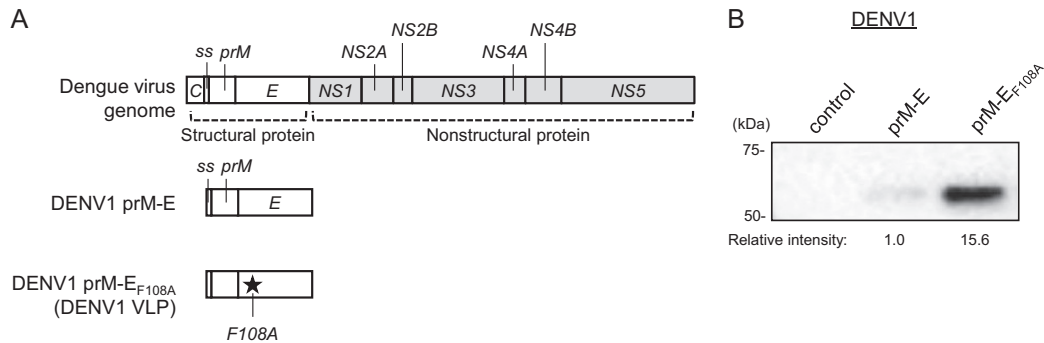 A
ss prM
NS2A
NS2B
NS4A
NS4B
Dengue virus
genome
C
E
NS1
NS3
NS5
Structural protein
Nonstructural protein
ss prM
DENV1 prM-E
E
DENV1 prM-EF108A
(DENV1 VLP)
F108A
B
DENV1
(kDa)
control
prM-E
prM-EF108A
75-
50-
Relative intensity: 1.0 15.6